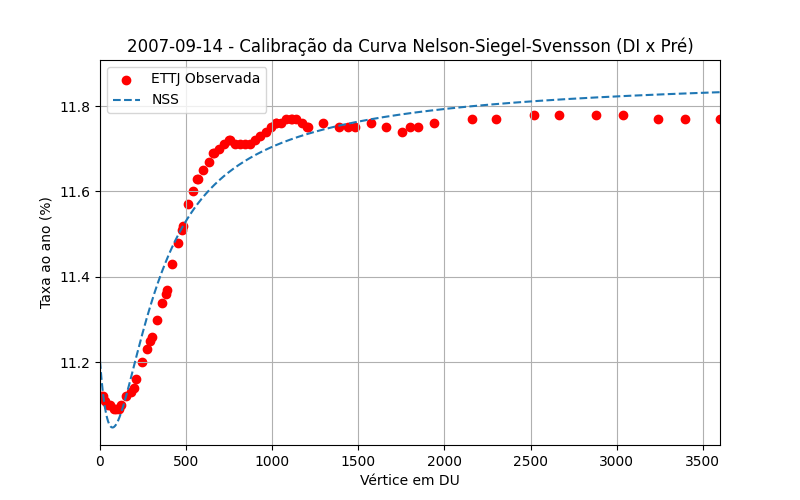 2007-09-14 - Calibração da Curva Nelson-Siegel-Svensson (DI x Pré)
ETTJ Observada
NSS
Taxa ao ano (%)
11.8
11.6
11.4
11.2
0 500 1000 1500 2000 2500 3000 3500
Vértice em DU